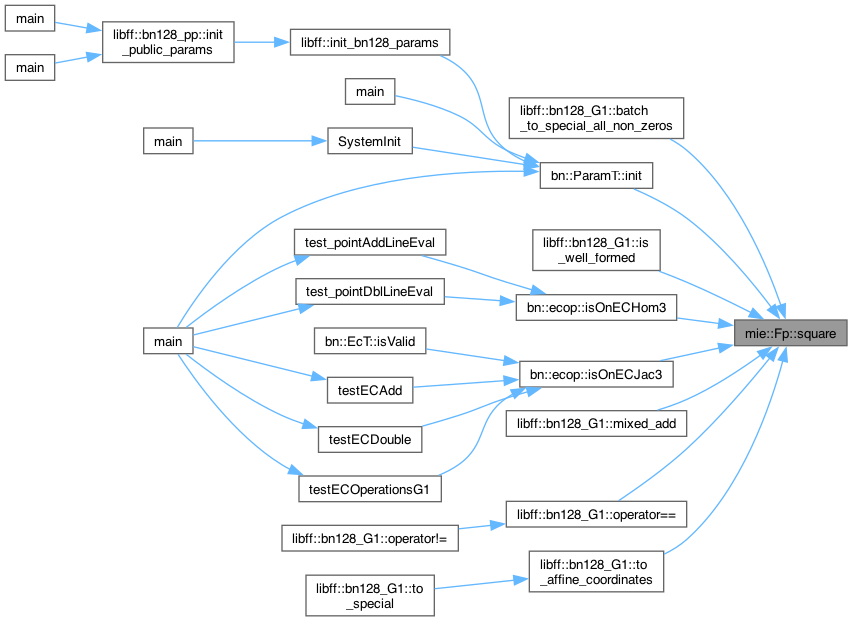 main
main
libff::bn128_pp::init
_public_params
libff::init_bn128_params
main
main
SystemInit
libff::bn128_G1::batch
_to_special_all_non_zeros
bn::ParamT::init
test_pointAddLineEval
libff::bn128_G1::is
_well_formed
test_pointDblLineEval
bn::ecop::isOnECHom3
main
bn::EcT::isValid
mie::Fp::square
bn::ecop::isOnECJac3
testECAdd
libff::bn128_G1::mixed_add
testECDouble
testECOperationsG1
libff::bn128_G1::operator==
libff::bn128_G1::operator!=
libff::bn128_G1::to
_affine_coordinates
libff::bn128_G1::to
_special